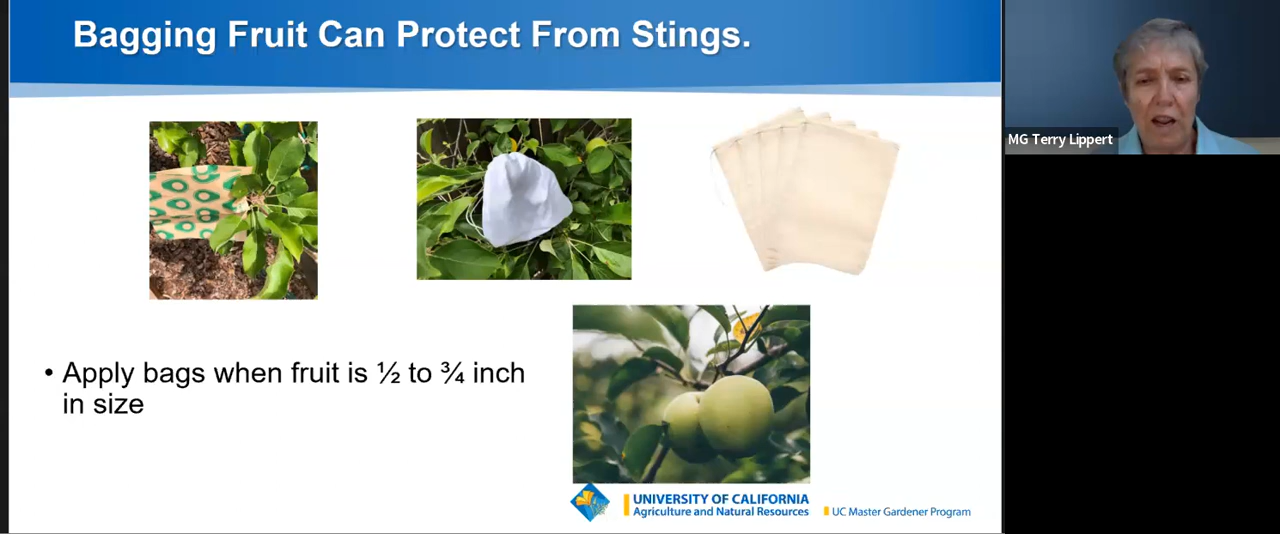 Bagging Fruit Can Protect From Stings.
MG Terry Lippert
• Apply bags when fruit is ½ to ¾ inch
in size
UNIVERSITY OF CALIFORNIA
Agriculture and Natural Resources
UC Master Gardener Program